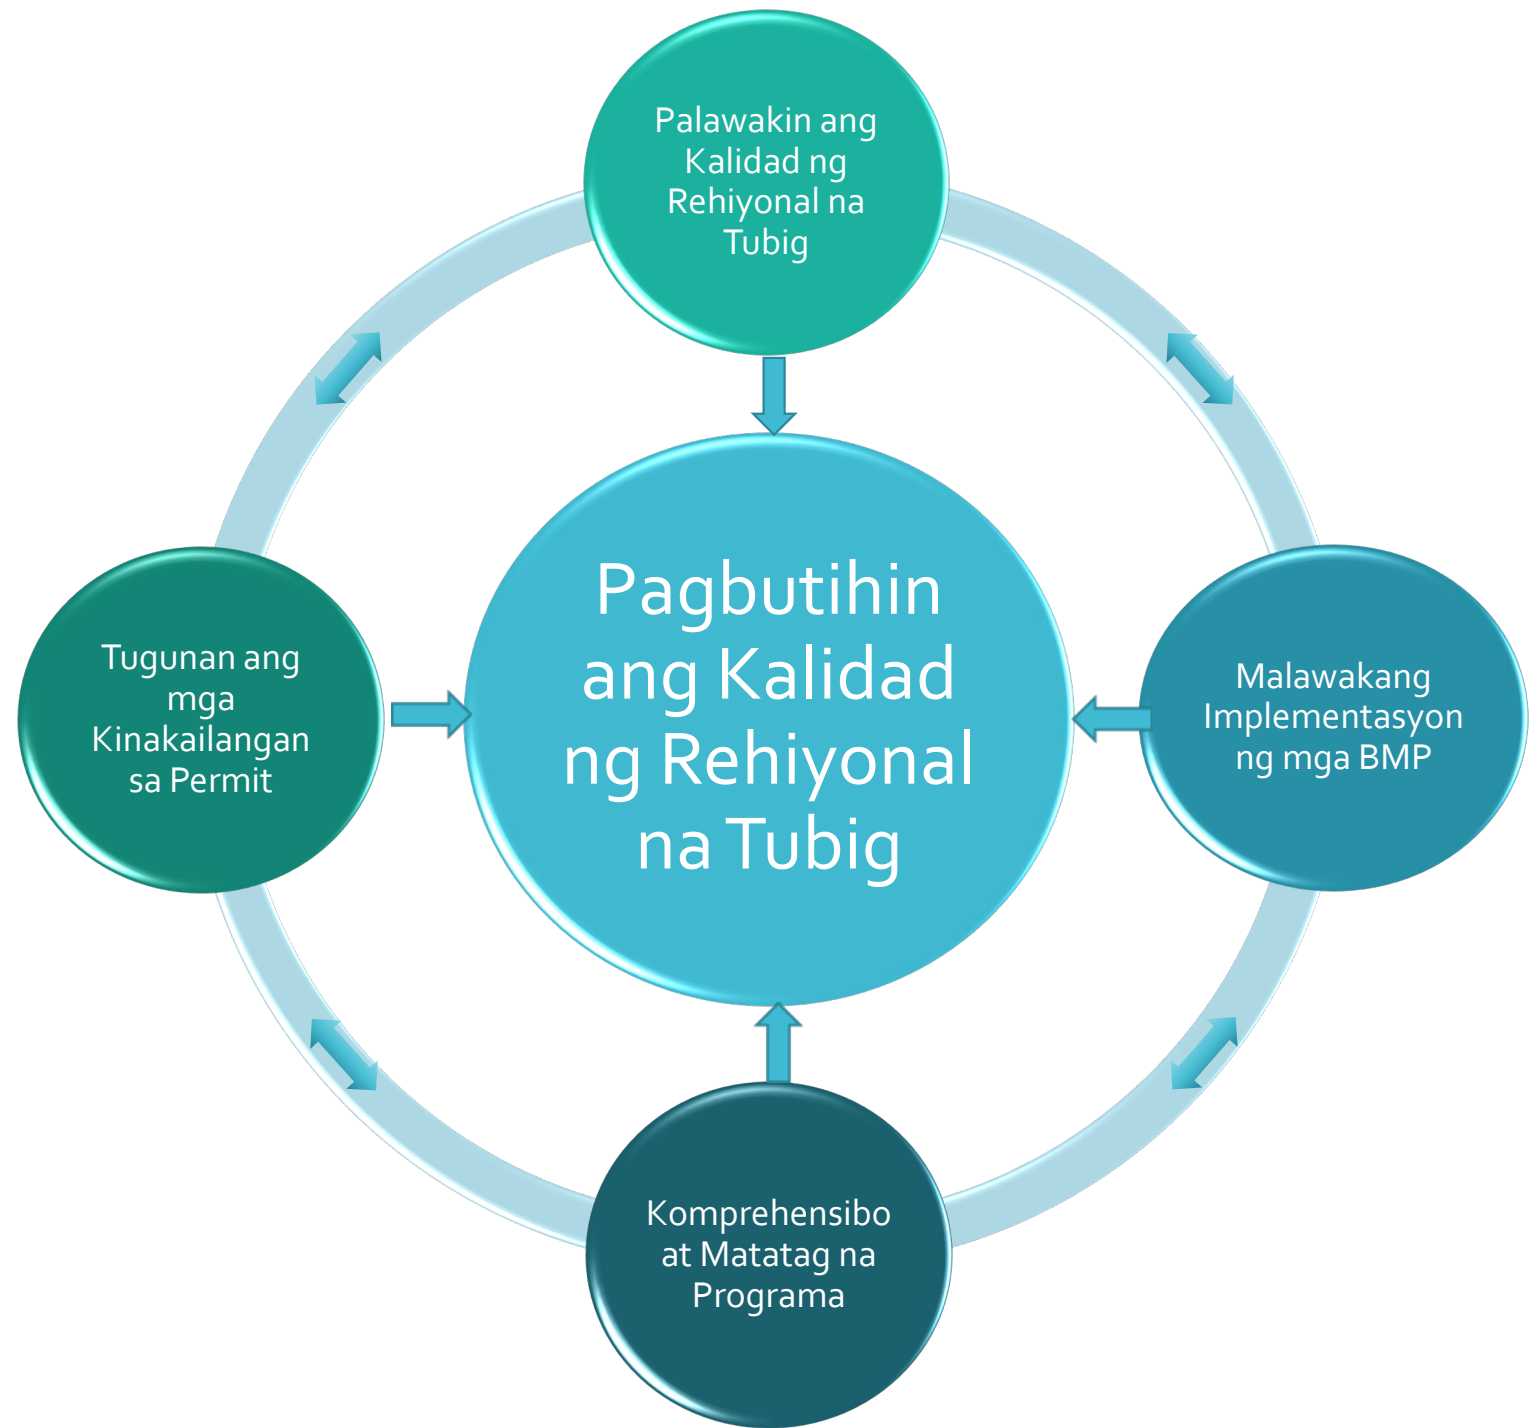 Palawakin ang
Kalidad ng
Rehiyonal na
Tubig
Tugunan ang
mga
Kinakailangan
sa Permit
Pagbutihin
ang Kalidad
ng Rehiyonal
na Tubig
Malawakang
Implementasyon
ng mga BMP
Komprehensibo
at Matatag na
Programa